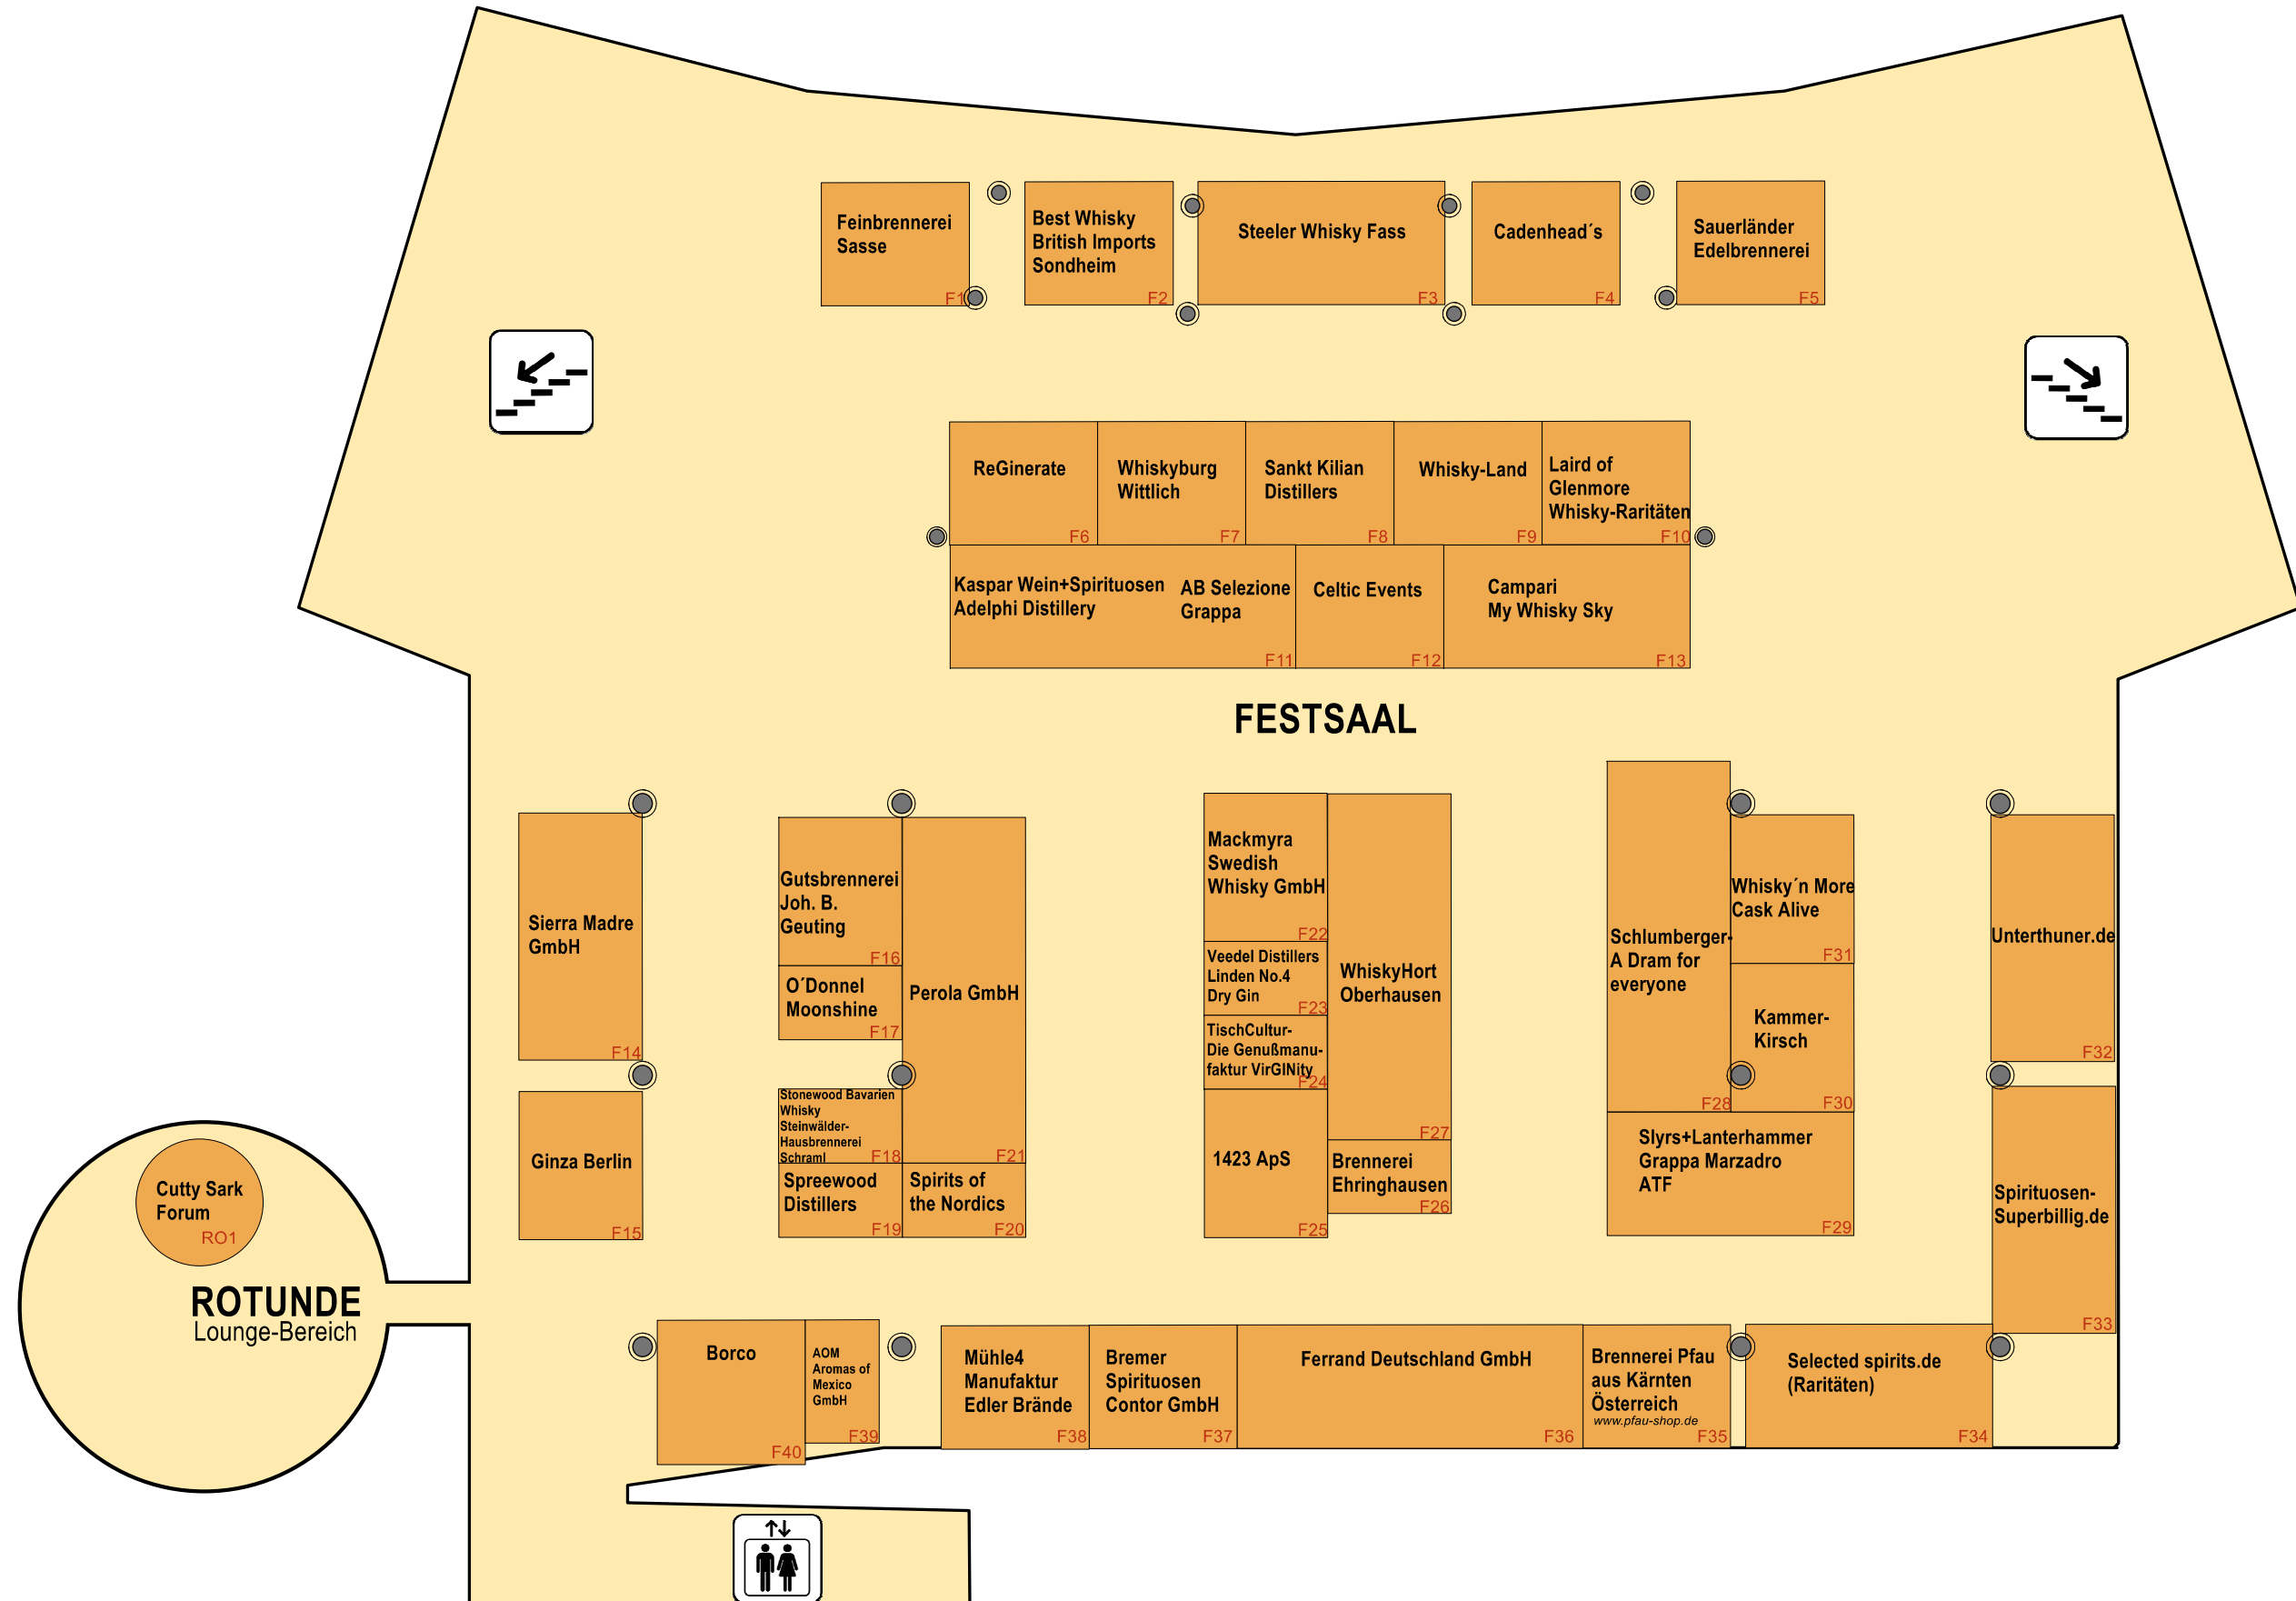 Feinbrennerei
Sasse
F1
Best Whisky
British Imports
Sondheim
F2
Steeler Whisky Fass
F3
Cadenhead´s
F4
Sauerländer
Edelbrennerei
F5
ReGinerate
F6
Whiskyburg
Wittlich
F7
Sankt Kilian
Distillers
F8
Whisky-Land
F9
Laird of
Glenmore
Whisky-Raritäten
F10
Kaspar Wein+Spirituosen
Adelphi Distillery
AB Selezione
Grappa
F11
Celtic Events
F12
Campari
My Whisky Sky
F13
FESTSAAL
Sierra Madre
GmbH
F14
Ginza Berlin
F15
Gutsbrennerei
Joh. B.
Geuting
F16
O´Donnel
Moonshine
F17
Stonewood Bavarien
Whisky
Steinwälder-
Hausbrennerei
Schraml
F18
Spreewood
Distillers
F19
Spirits of
the Nordics
F20
Perola GmbH
F21
Mackmyra
Swedish
Whisky GmbH
F22
Veedel Distillers
Linden No.4
Dry Gin
F23
TischCultur-
Die Genußmanu-
faktur VirGINity
F24
1423 ApS
F25
Brennerei
Ehringhausen
F26
WhiskyHort
Oberhausen
F27
Schlumberger-
A Dram for
everyone
F28
Slyrs+Lanterhammer
Grappa Marzadro
ATF
F29
Kammer-
Kirsch
F30
Whisky´n More
Cask Alive
F31
Unterthuner.de
F32
Spirituosen-
Superbillig.de
F33
Selected spirits.de
(Raritäten)
F34
Brennerei Pfau
aus Kärnten
Österreich
www.pfau-shop.de
F35
Ferrand Deutschland GmbH
F36
Bremer
Spirituosen
Contor GmbH
F37
Mühle4
Manufaktur
Edler Brände
F38
AOM
Aromas of
Mexico
GmbH
F39
Borco
F40
Cutty Sark
Forum
RO1
ROTUNDE
Lounge-Bereich